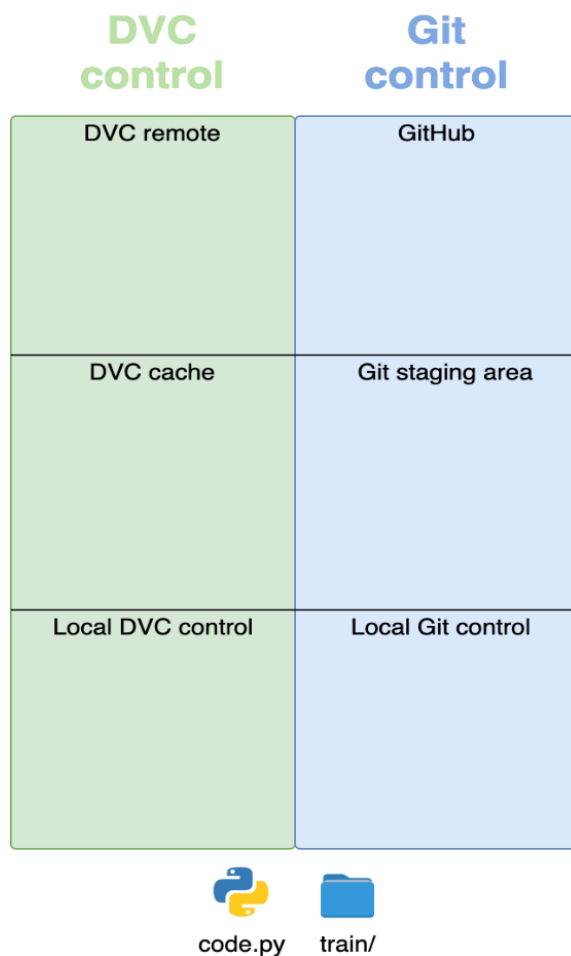 DVC control
Git control
DVC remote
GitHub
DVC cache
Git staging area
Local DVC control
Local Git control
code.py
train/